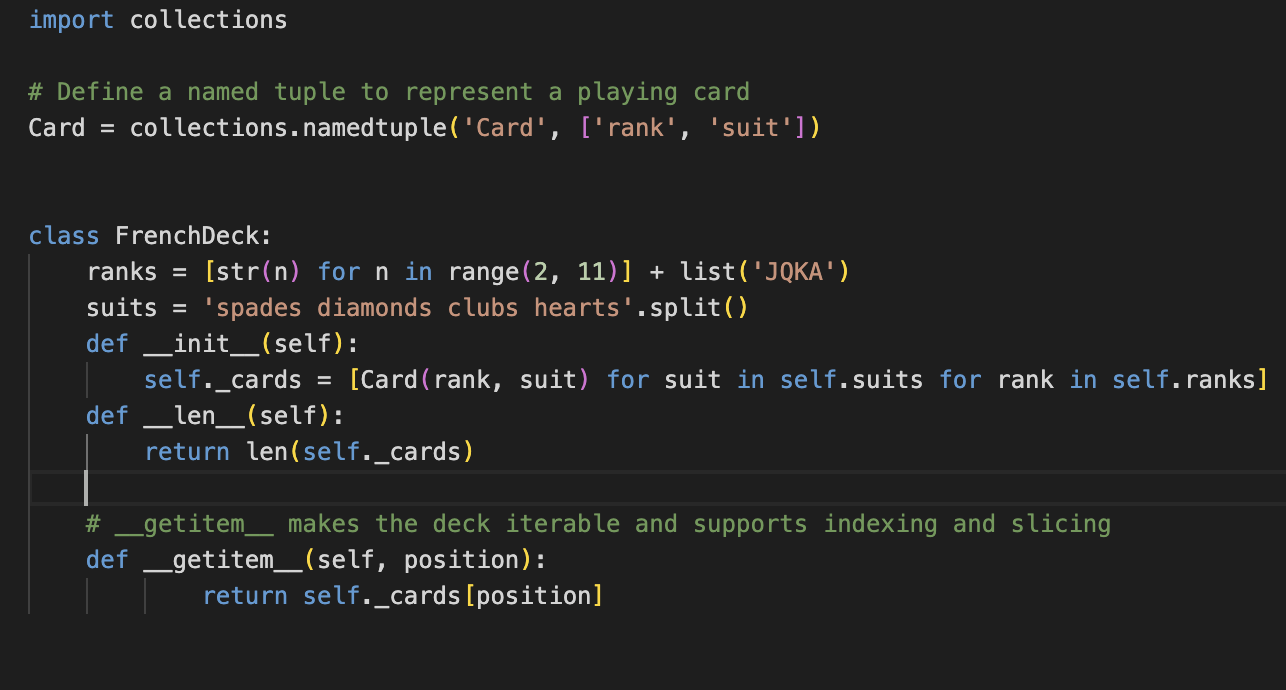 import collections

# Define a named tuple to represent a playing card
Card = collections.namedtuple('Card', ['rank', 'suit'])


class FrenchDeck:
    ranks = [str(n) for n in range(2, 11)] + list('JQKA')
    suits = 'spades diamonds clubs hearts'.split()
    def __init__(self):
        self._cards = [Card(rank, suit) for suit in self.suits for rank in self.ranks]
    def __len__(self):
        return len(self._cards)

    # __getitem__ makes the deck iterable and supports indexing and slicing
    def __getitem__(self, position):
            return self._cards[position]